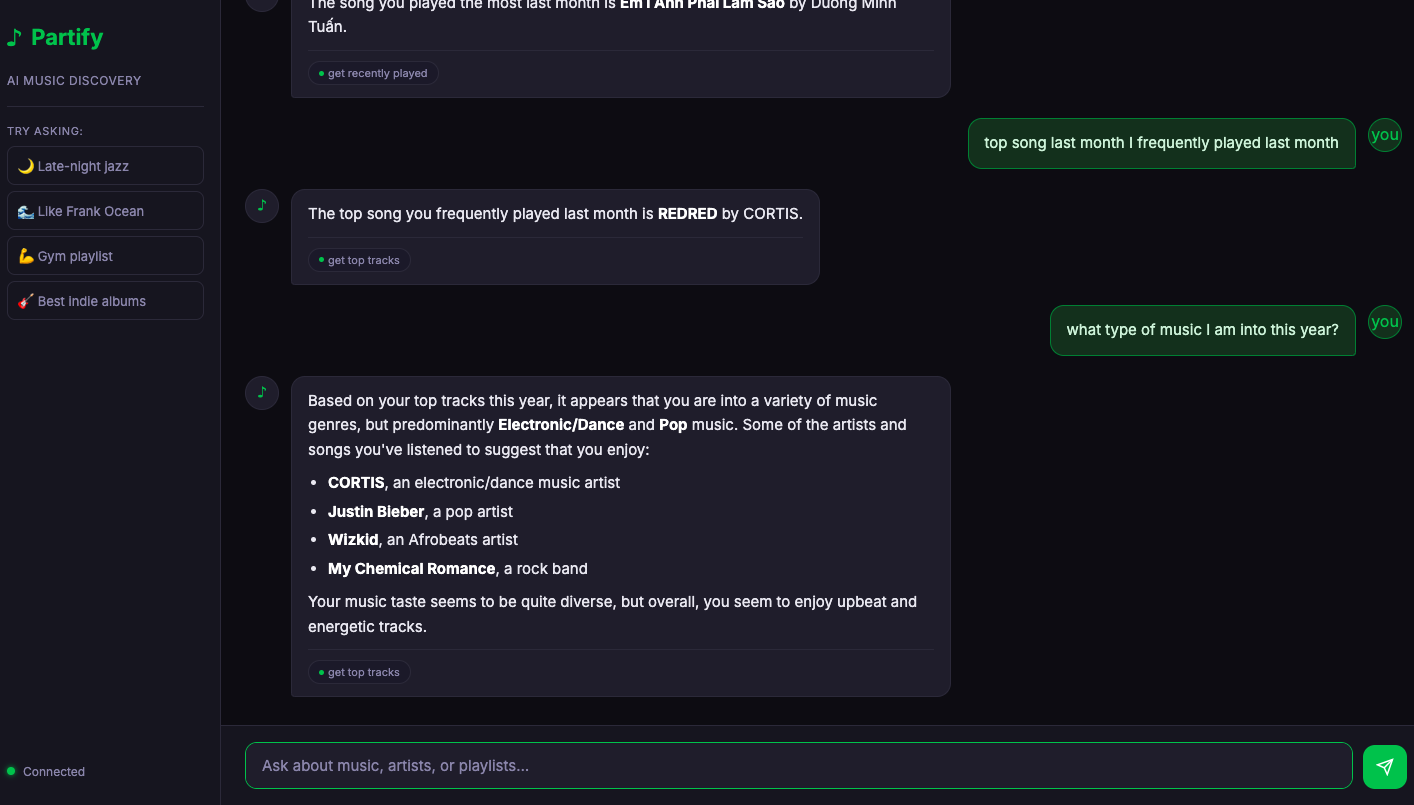 Partify
AI MUSIC DISCOVERY
TRY ASKING:
Late-night jazz
Like Frank Ocean
Gym playlist
Best indie albums
Connected
The song you played the most last month is Em I Anh Phải Làm Sao by Dương Minh
Tuấn.
get recently played
top song last month I frequently played last month
you
The top song you frequently played last month is REDRED by CORTIS.
get top tracks
what type of music I am into this year?
you
Based on your top tracks this year, it appears that you are into a variety of music
genres, but predominantly Electronic/Dance and Pop music. Some of the artists and
songs you've listened to suggest that you enjoy:
• CORTIS, an electronic/dance music artist
• Justin Bieber, a pop artist
• Wizkid, an Afrobeats artist
• My Chemical Romance, a rock band
Your music taste seems to be quite diverse, but overall, you seem to enjoy upbeat and
energetic tracks.
get top tracks
Ask about music, artists, or playlists...